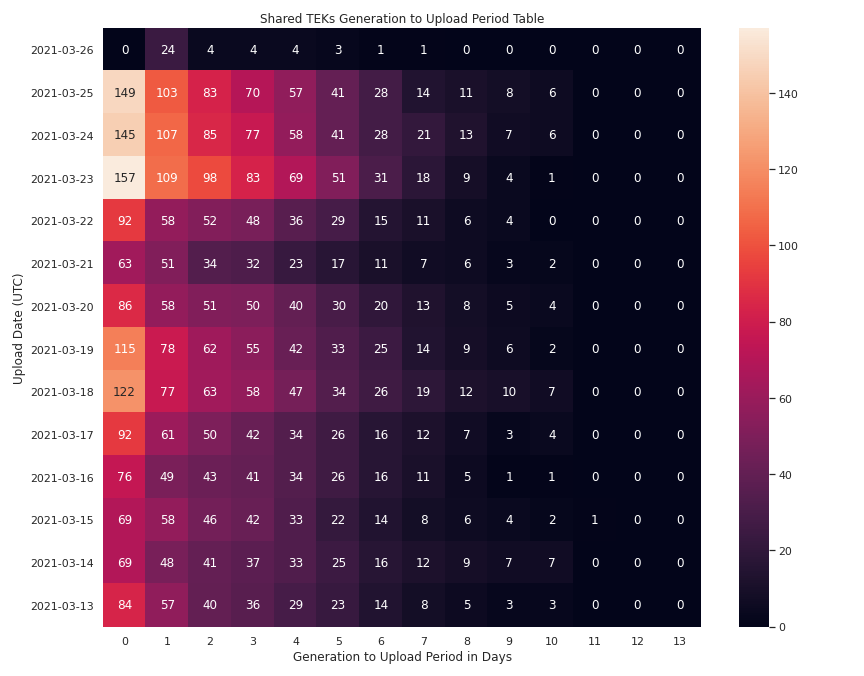 Shared TEKs Generation to Upload Period Table
2021-03-26 0 24 4 4 4 3 1 1 0 0 0 0 0 0
2021-03-25 149 103 83 70 57 41 28 14 11 8 6 0 0 0
140
2021-03-24 145 107 85 77 58 41 28 21 13 7 6 0 0 0
120
2021-03-23 157 109 98 83 69 51 31 18 9 4 1 0 0 0
2021-03-22 92 58 52 48 36 29 15 11 6 4 0 0 0 0
100
2021-03-21 63 51 34 32 23 17 11 7 6 3 2 0 0 0
2021-03-20 86 58 51 50 40 30 20 13 8 5 4 0 0 0
80
Upload Date (UTC)
2021-03-19 115 78 62 55 42 33 25 14 9 6 2 0 0 0
2021-03-18 122 77 63 58 47 34 26 19 12 10 7 0 0 0
60
2021-03-17 92 61 50 42 34 26 16 12 7 3 4 0 0 0
2021-03-16 76 49 43 41 34 26 16 11 5 1 1 0 0 0
40
2021-03-15 69 58 46 42 33 22 14 8 6 4 2 1 0 0
2021-03-14 69 48 41 37 33 25 16 12 9 7 7 0 0 0
20
2021-03-13 84 57 40 36 29 23 14 8 5 3 3 0 0 0
0
0 1 2 3 4 5 6 7 8 9 10 11 12 13
Generation to Upload Period in Days